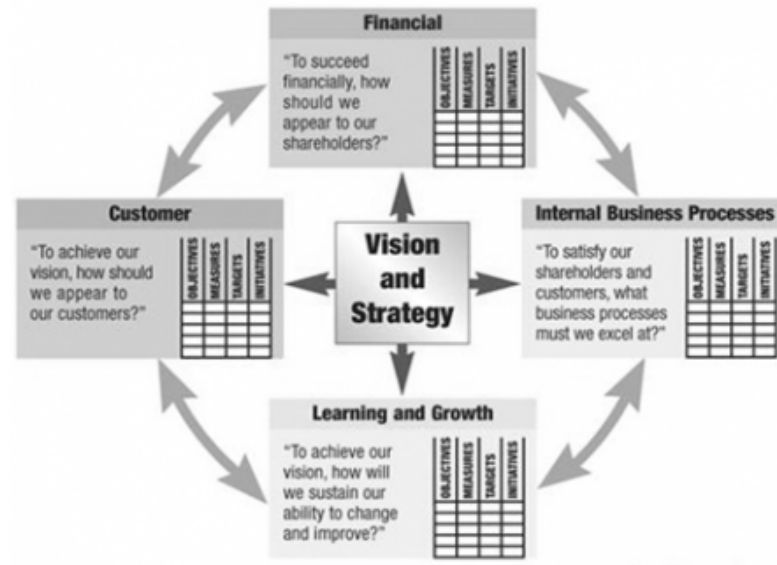 Financial
“To succeed
financially, how
should we
appear to our
shareholders?”
OBJECTIVES
MEASURES
TARGETS
INITIATIVES
Customer
“To achieve our
vision, how should
we appear to
our customers?”
OBJECTIVES
MEASURES
TARGETS
INITIATIVES
Vision
and
Strategy
Internal Business Processes
“To satisfy our
shareholders and
customers, what
business processes
must we excel at?”
OBJECTIVES
MEASURES
TARGETS
INITIATIVES
Learning and Growth
“To achieve our
vision, how will
we sustain our
ability to change
and improve?”
OBJECTIVES
MEASURES
TARGETS
INITIATIVES